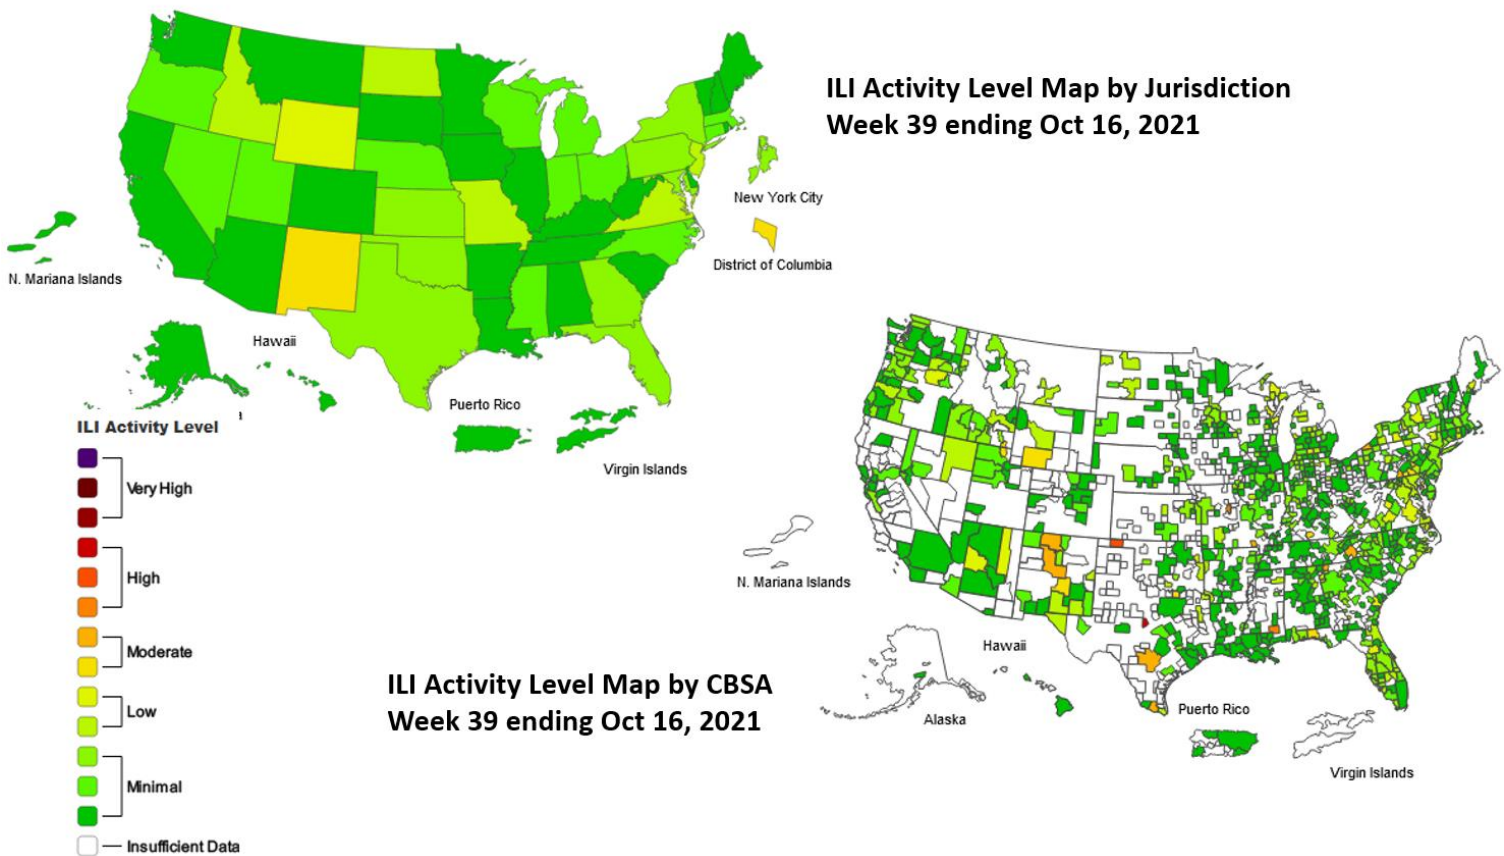 ILI Activity Level Map by Jurisdiction
Week 39 ending Oct 16, 2021
New York City
District of Columbia
N. Mariana Islands
Hawaii
Puerto Rico
Virgin Islands
ILI Activity Level
Very High
High
Moderate
Low
Minimal
Insufficient Data
ILI Activity Level Map by CBSA
Week 39 ending Oct 16, 2021
N. Mariana Islands
Hawaii
Alaska
Puerto Rico
Virgin Islands